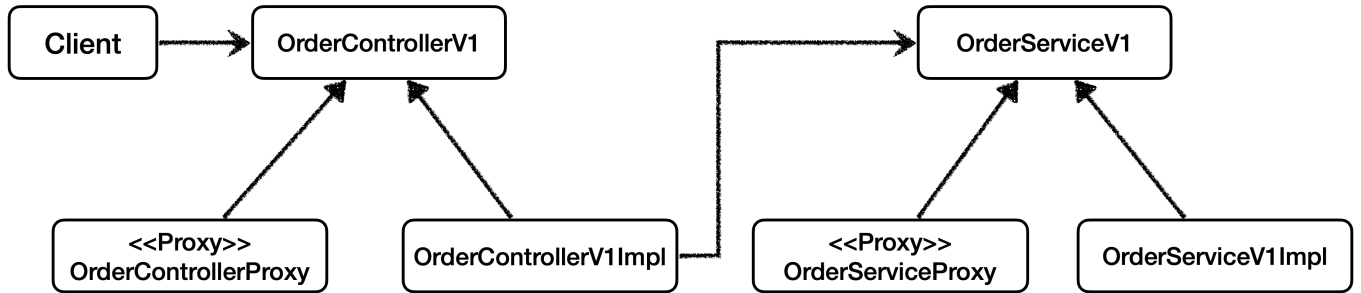 Client
OrderControllerV1
OrderServiceV1
<<Proxy>>
OrderControllerProxy
OrderControllerV1Impl
<<Proxy>>
OrderServiceProxy
OrderServiceV1Impl